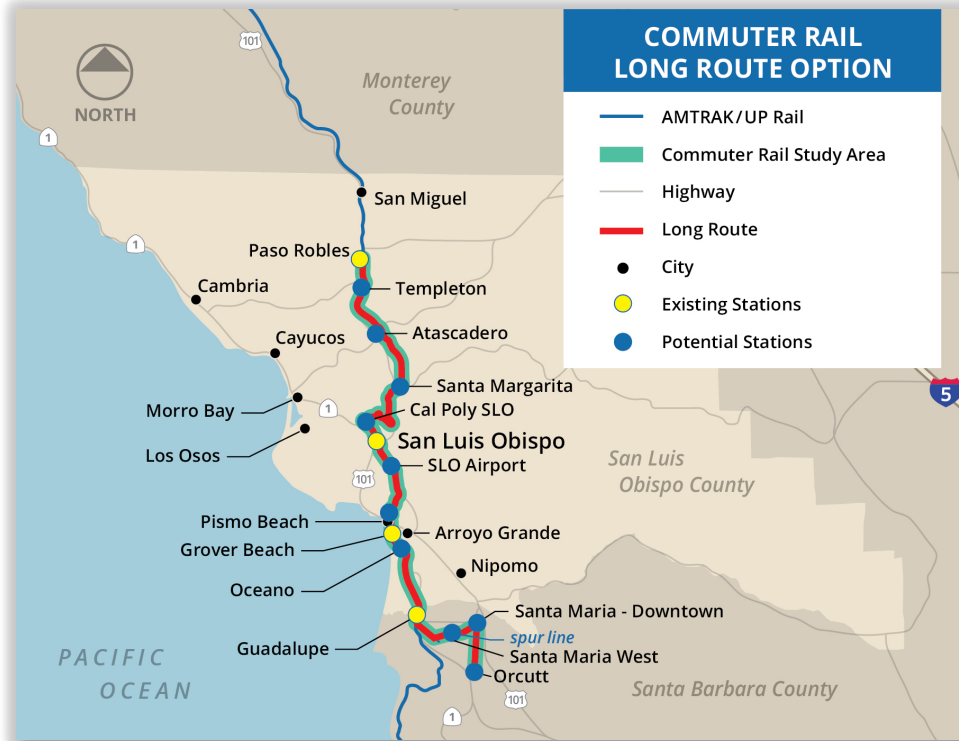 COMMUTER RAIL
LONG ROUTE OPTION
AMTRAK/UP Rail
Commuter Rail Study Area
Highway
Long Route
City
Existing Stations
Potential Stations
101
NORTH
Monterey
County
1
San Miguel
1
Paso Robles
Cambria
Templeton
Cayucos
Atascadero
Santa Margarita
5
Morro Bay
1
Cal Poly SLO
San Luis Obispo
Los Osos
SLO Airport
San Luis
Obispo County
101
Pismo Beach
Arroyo Grande
Grover Beach
Nipomo
Oceano
Santa Maria - Downtown
spur line
Guadalupe
Santa Maria West
PACIFIC
OCEAN
Orcutt
Santa Barbara County
101
1